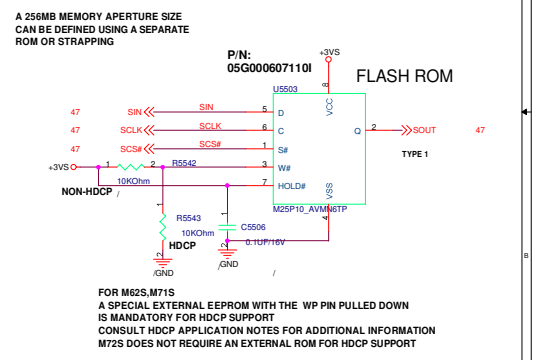 A 256MB MEMORY APERTURE SIZE
CAN BE DEFINED USING A SEPARATE
ROM OR STRAPPING
P/N:
05G000607110I
+3VS
FLASH ROM
U5503
8
VCC
47 SIN SIN 5 D
47 SCLK SCLK 6 C Q 2 SOUT 47
47 SCS# SCS# 1 S#
TYPE 1
+3VS 1 2 R5542 3 W#
10KOhm 7 HOLD#
NON-HDCP /
VSS
M25P10_AVMN6TP
4
1 R5543
10KOhm
HDCP
2
/GND
1 C5506
0.1UF/16V
2
/GND /
B
FOR M62S,M71S
A SPECIAL EXTERNAL EEPROM WITH THE WP PIN PULLED DOWN
IS MANDATORY FOR HDCP SUPPORT
CONSULT HDCP APPLICATION NOTES FOR ADDITIONAL INFORMATION
M72S DOES NOT REQUIRE AN EXTERNAL ROM FOR HDCP SUPPORT